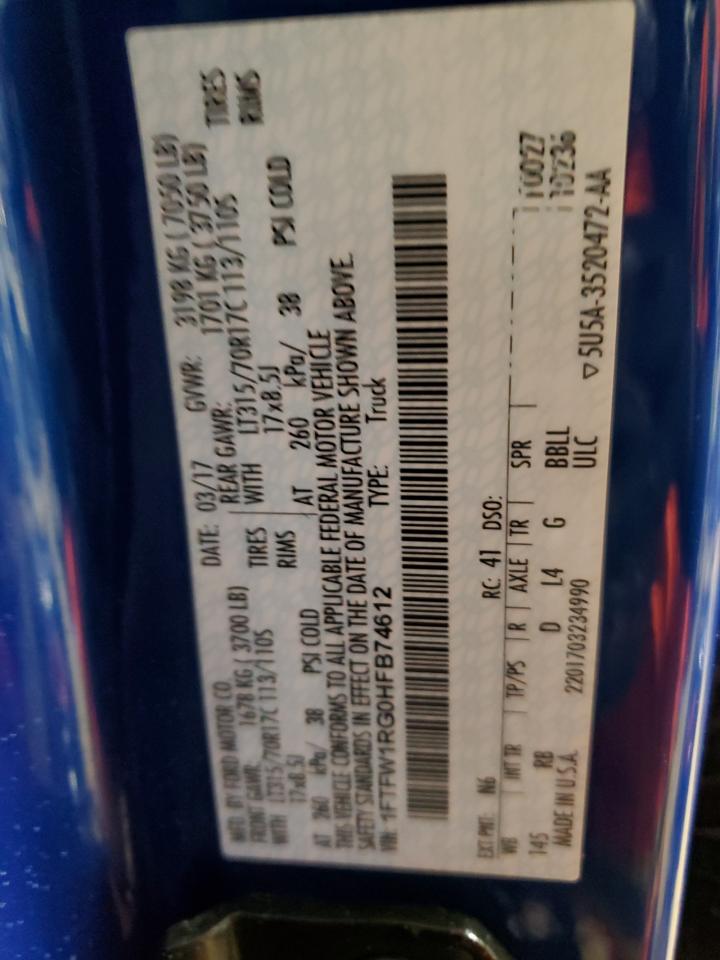 MFD. BY FORD MOTOR CO.
DATE: 03/17 GVWR: 3198 KG ( 7050 LB)
FRONT GAWR: 1678 KG ( 3700 LB) REAR GAWR: 1701 KG ( 3750 LB)
WITH LT315/70R17C 113/110S TIRES WITH LT315/70R17C 113/110S TIRES
17x8.5J RIMS 17x8.5J RIMS
AT 260 kPa/ 38 PSI COLD AT 260 kPa/ 38 PSI COLD
THIS VEHICLE CONFORMS TO ALL APPLICABLE FEDERAL MOTOR VEHICLE
SAFETY STANDARDS IN EFFECT ON THE DATE OF MANUFACTURE SHOWN ABOVE.
VIN: 1FTFW1RG0HFB74612 TYPE: Truck
EXT PNT: N6 RC: 41 DSO:
WB INT TR TP/PS R AXLE TR SPR 10027
145 RB D L4 G BBLL 10236
ULC
MADE IN U.S.A. 2201703234990 ▽5U5A-3520472-AA